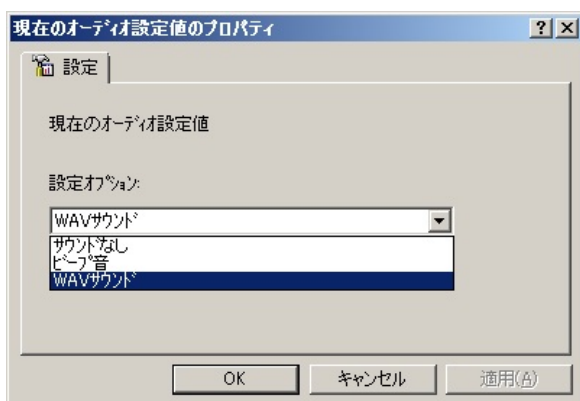 現在のオーディオ設定値のプロパティ
設定
現在のオーディオ設定値
設定オプション:
WAVサウンド
サウンドなし
ビープ音
WAVサウンド
OK キャンセル 適用(A)